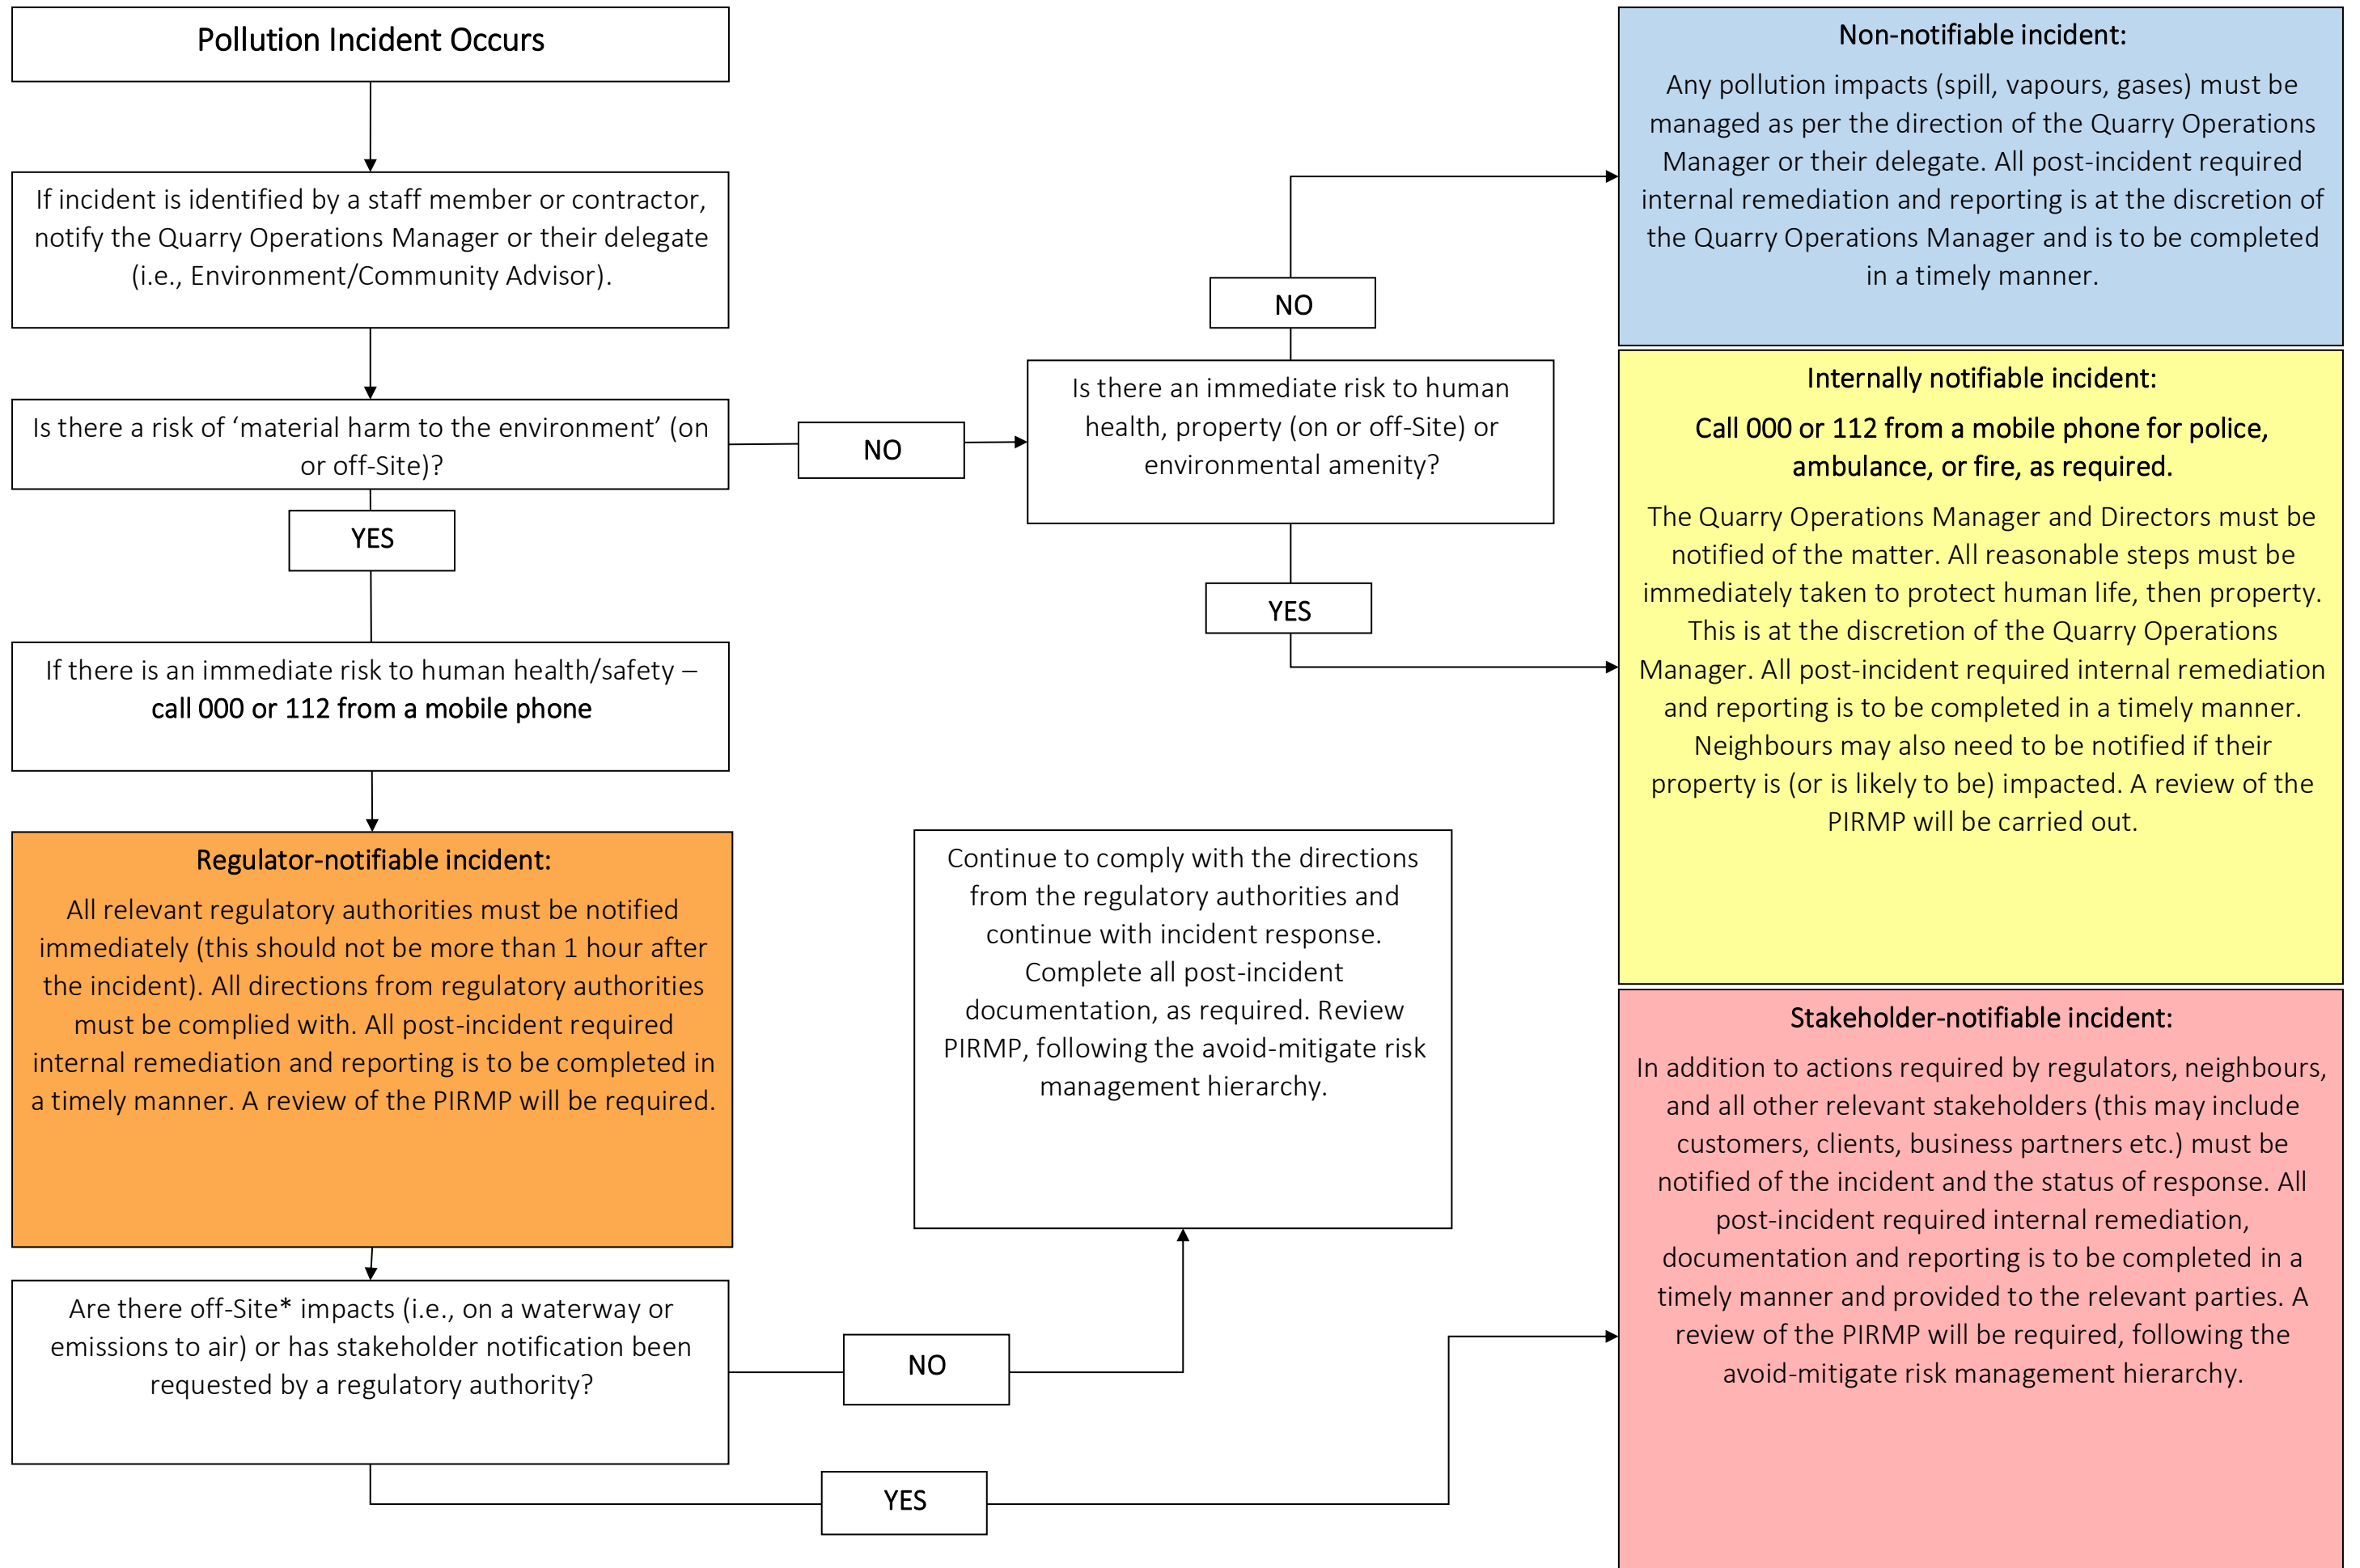 Pollution Incident Occurs
If incident is identified by a staff member or contractor,
notify the Quarry Operations Manager or their delegate
(i.e., Environment/Community Advisor).
Is there a risk of ‘material harm to the environment’ (on
or off-Site)?
NO
YES
Is there an immediate risk to human
health, property (on or off-Site) or
environmental amenity?
NO
YES
Non-notifiable incident:
Any pollution impacts (spill, vapours, gases) must be
managed as per the direction of the Quarry Operations
Manager or their delegate. All post-incident required
internal remediation and reporting is at the discretion of
the Quarry Operations Manager and is to be completed
in a timely manner.
Internally notifiable incident:
Call 000 or 112 from a mobile phone for police,
ambulance, or fire, as required.
The Quarry Operations Manager and Directors must be
notified of the matter. All reasonable steps must be
immediately taken to protect human life, then property.
This is at the discretion of the Quarry Operations
Manager. All post-incident required internal remediation
and reporting is to be completed in a timely manner.
Neighbours may also need to be notified if their
property is (or is likely to be) impacted. A review of the
PIRMP will be carried out.
If there is an immediate risk to human health/safety –
call 000 or 112 from a mobile phone
Regulator-notifiable incident:
All relevant regulatory authorities must be notified
immediately (this should not be more than 1 hour after
the incident). All directions from regulatory authorities
must be complied with. All post-incident required
internal remediation and reporting is to be completed in
a timely manner. A review of the PIRMP will be required.
Are there off-Site* impacts (i.e., on a waterway or
emissions to air) or has stakeholder notification been
requested by a regulatory authority?
NO
YES
Continue to comply with the directions
from the regulatory authorities and
continue with incident response.
Complete all post-incident
documentation, as required. Review
PIRMP, following the avoid-mitigate risk
management hierarchy.
Stakeholder-notifiable incident:
In addition to actions required by regulators, neighbours,
and all other relevant stakeholders (this may include
customers, clients, business partners etc.) must be
notified of the incident and the status of response. All
post-incident required internal remediation,
documentation and reporting is to be completed in a
timely manner and provided to the relevant parties. A
review of the PIRMP will be required, following the
avoid-mitigate risk management hierarchy.